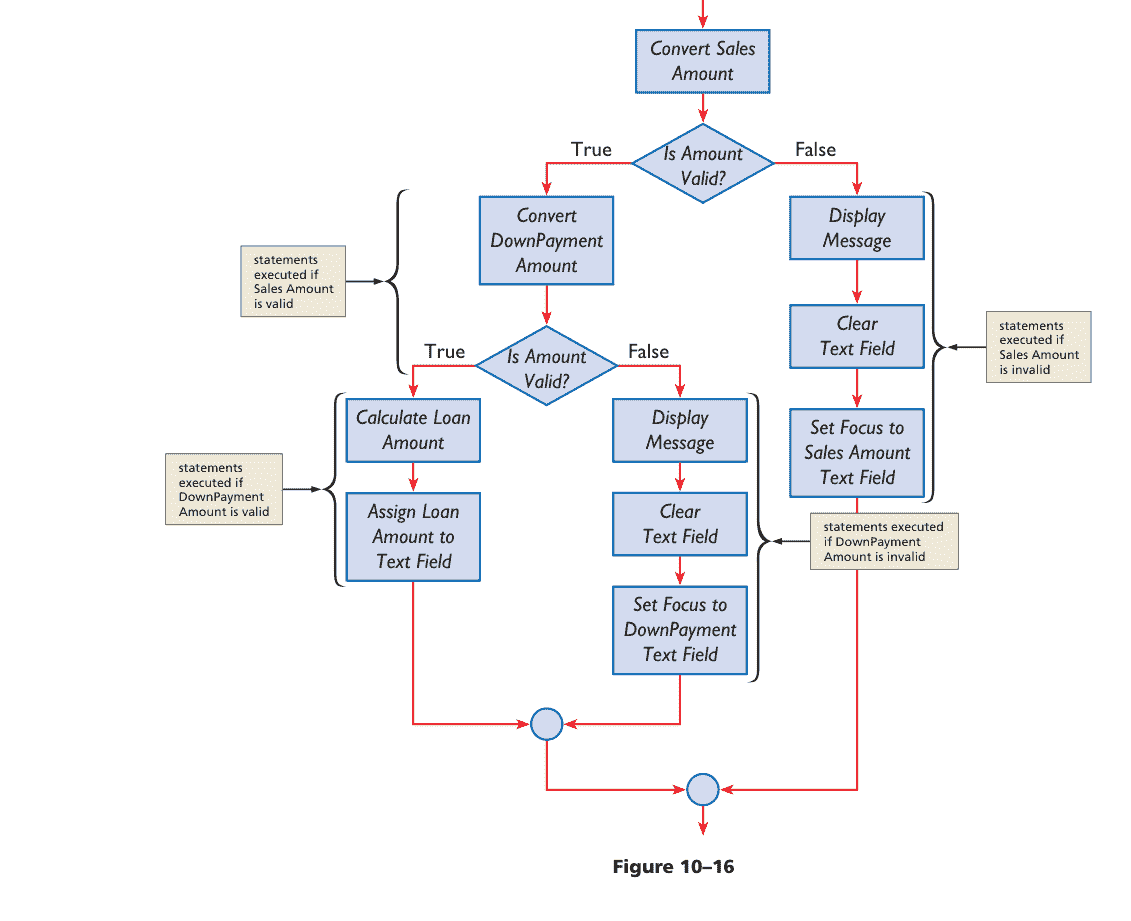 Convert Sales
Amount
True
Is Amount
Valid?
False
Convert
DownPayment
Amount
Display
Message
statements
executed if
Sales Amount
is valid
Clear
Text Field
statements
executed if
Sales Amount
is invalid
True
Is Amount
Valid?
False
Calculate Loan
Amount
Display
Message
Set Focus to
Sales Amount
Text Field
statements
executed if
DownPayment
Amount is valid
Assign Loan
Amount to
Text Field
Clear
Text Field
statements executed
if DownPayment
Amount is invalid
Set Focus to
DownPayment
Text Field
Figure 10–16